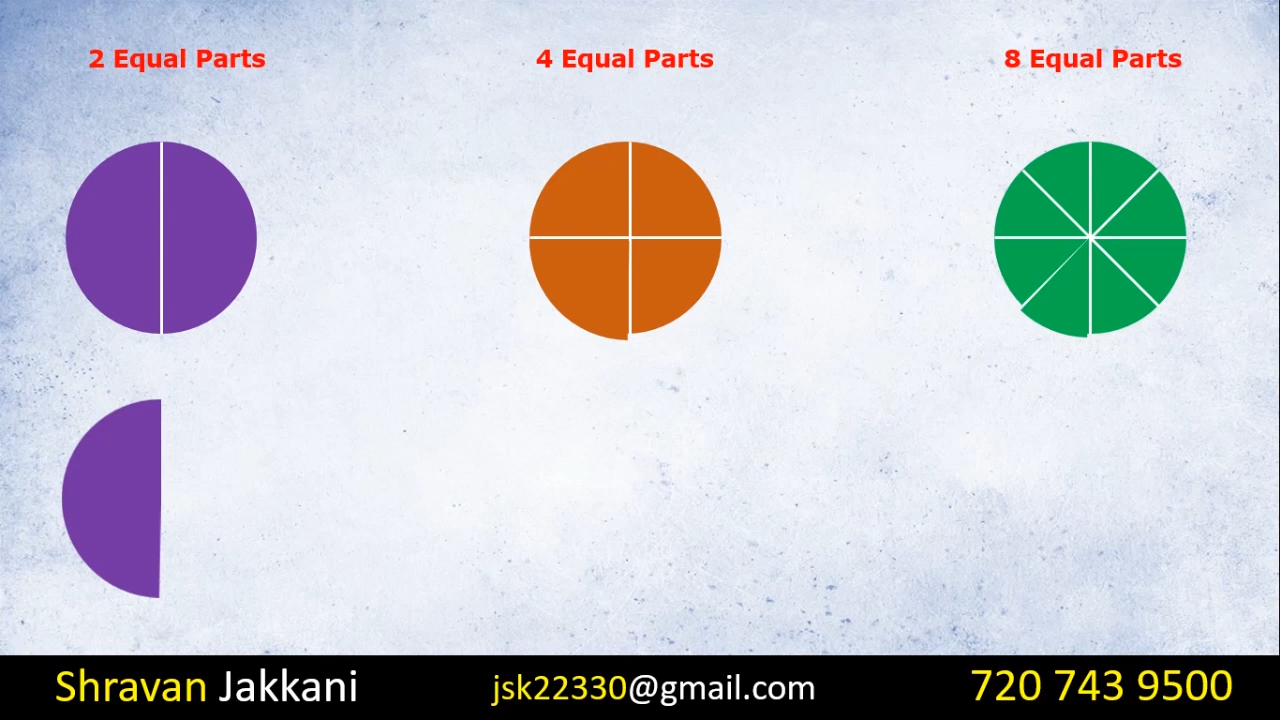 2 Equal Parts
4 Equal Parts
8 Equal Parts
Shravan Jakkani
jsk22330@gmail.com
720 743 9500